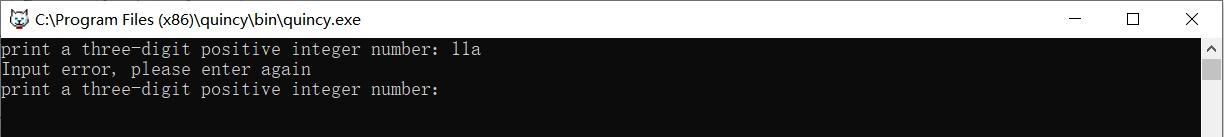 C:\Program Files (x86)\quincy\bin\quincy.exe
print a three-digit positive integer number: 11a
Input error, please enter again
print a three-digit positive integer number: